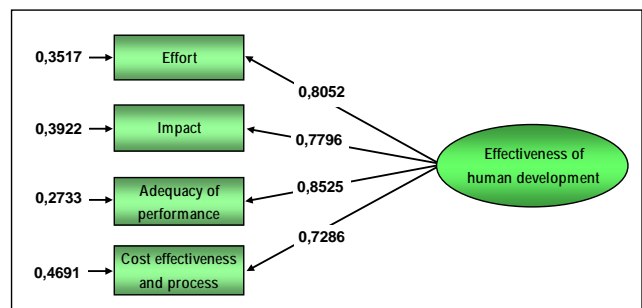 0,3517
Effort
0,8052
0,3922
Impact
0,7796
Effectiveness of
human development
0,2733
Adequacy of
performance
0,8525
0,7286
0,4691
Cost effectiveness
and process